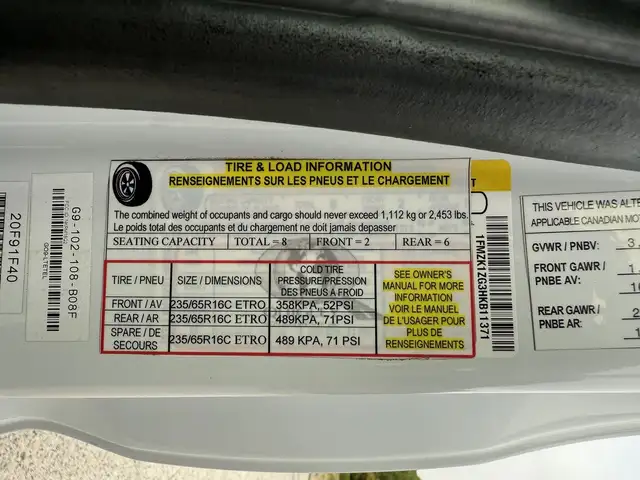 TIRE & LOAD INFORMATION
RENSEIGNEMENTS SUR LES PNEUS ET LE CHARGEMENT
The combined weight of occupants and cargo should never exceed 1,112 kg or 2,453 lbs.
Le poids total des occupants et du chargement ne doit jamais depasser
SEATING CAPACITY TOTAL = 8 FRONT = 2 REAR = 6
TIRE / PNEU SIZE / DIMENSIONS COLD TIRE PRESSURE/PRESSION DES PNEUS A FROID
FRONT / AV 235/65R16C ETRO 358KPA, 52PSI
REAR / AR 235/65R16C ETRO 489KPA, 71PSI
SPARE / DE SECOURS 235/65R16C ETRO 489 KPA, 71 PSI
SEE OWNER'S
MANUAL FOR MORE
INFORMATION
VOIR LE MANUEL
DE L'USAGER POUR
PLUS DE
RENSEIGNEMENTS
T
1FMZK1ZG3HKB11371
THIS VEHICLE WAS ALTE
APPLICABLE CANADIAN MOT
GVWR / PNBV: 3
FRONT GAWR /
PNBE AV:
REAR GAWR /
PNBE AR:
G9-102-108-B08F
20F91F40